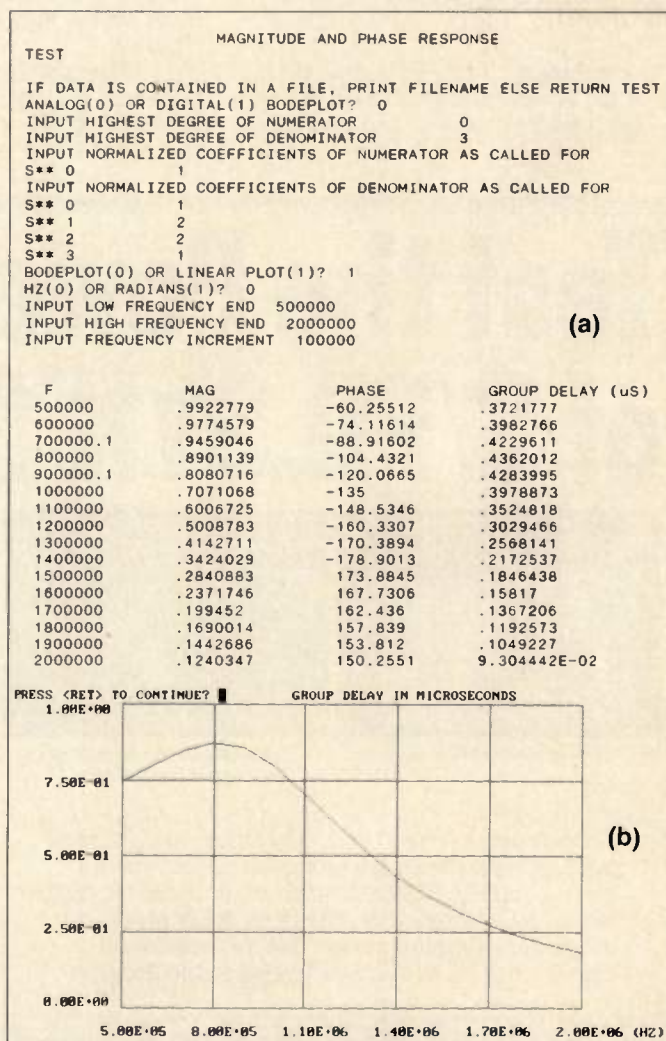 MAGNITUDE AND PHASE RESPONSE
TEST
IF DATA IS CONTAINED IN A FILE, PRINT FILENAME ELSE RETURN TEST
ANALOG(0) OR DIGITAL(1) BODEPLOT? 0
INPUT HIGHEST DEGREE OF NUMERATOR 0
INPUT HIGHEST DEGREE OF DENOMINATOR 3
INPUT NORMALIZED COEFFICIENTS OF NUMERATOR AS CALLED FOR
S** 0 1
INPUT NORMALIZED COEFFICIENTS OF DENOMINATOR AS CALLED FOR
S** 0 1
S** 1 2
S** 2 2
S** 3 1
BODEPLOT(0) OR LINEAR PLOT(1)? 1
HZ(0) OR RADIANS(1)? 0
INPUT LOW FREQUENCY END 500000
INPUT HIGH FREQUENCY END 2000000
INPUT FREQUENCY INCREMENT 100000
(a)
F MAG PHASE GROUP DELAY (uS)
500000 .9922779 -60.25512 .3721777
600000 .9774579 -74.11614 .3982766
700000.1 .9459046 -88.91602 .4229611
800000 .8901139 -104.4321 .4362012
900000.1 .8080716 -120.0665 .4283995
1000000 .7071068 -135 .3978873
1100000 .6006725 -148.5346 .3524818
1200000 .5008783 -160.3307 .3029466
1300000 .4142711 -170.3894 .2568141
1400000 .3424029 -178.9013 .2172537
1500000 .2840883 173.8845 .1846438
1600000 .2371746 167.7306 .15817
1700000 .199452 162.436 .1367206
1800000 .1690014 157.839 .1192573
1900000 .1442686 153.812 .1049227
2000000 .1240347 150.2551 9.304442E-02
PRESS <RET> TO CONTINUE? GROUP DELAY IN MICROSECONDS
1.00E+00
7.50E-01
5.00E-01
(b)
2.50E-01
0.00E+00
5.00E+05 8.00E+05 1.10E+06 1.40E+06 1.70E+06 2.00E+06 (HZ)